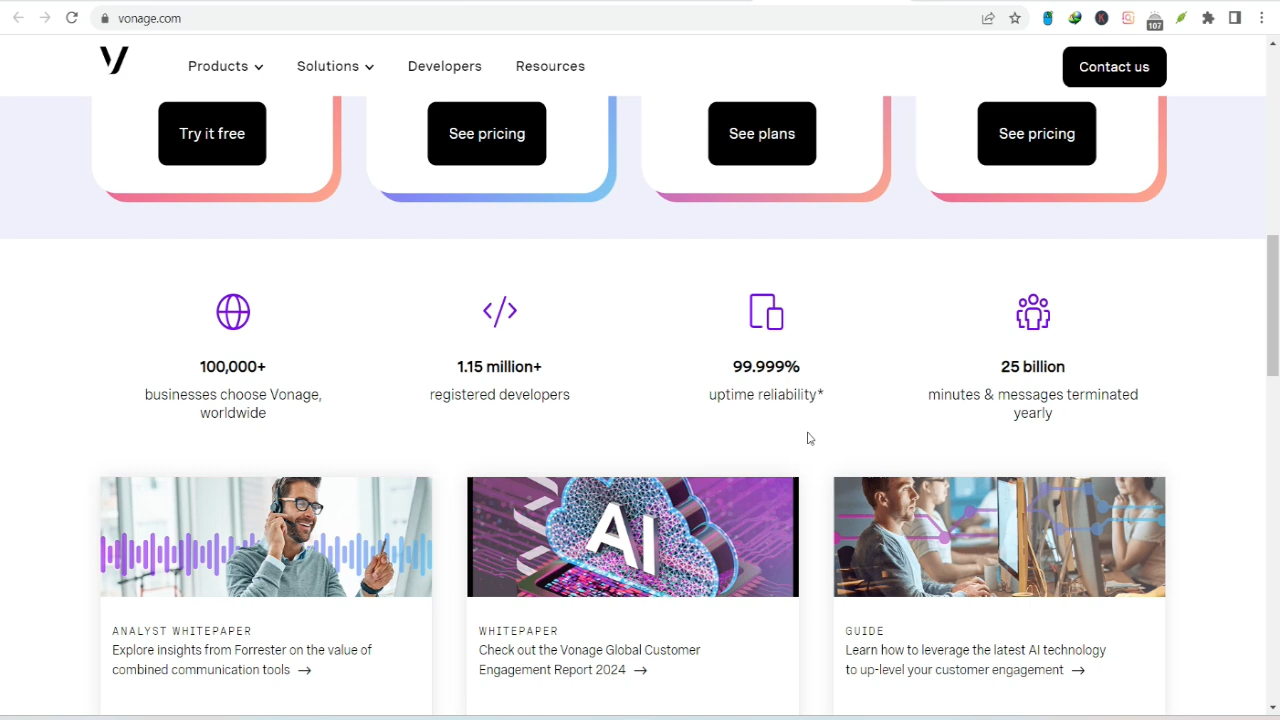 vonage.com
107
Products
Solutions
Developers
Resources
Contact us
Try it free
See pricing
See plans
See pricing
100,000+
businesses choose Vonage,
worldwide
1.15 million+
registered developers
99.999%
uptime reliability*
25 billion
minutes & messages terminated
yearly
AI
ANALYST WHITEPAPER
Explore insights from Forrester on the value of
combined communication tools →
WHITEPAPER
Check out the Vonage Global Customer
Engagement Report 2024 →
GUIDE
Learn how to leverage the latest AI technology
to up-level your customer engagement →